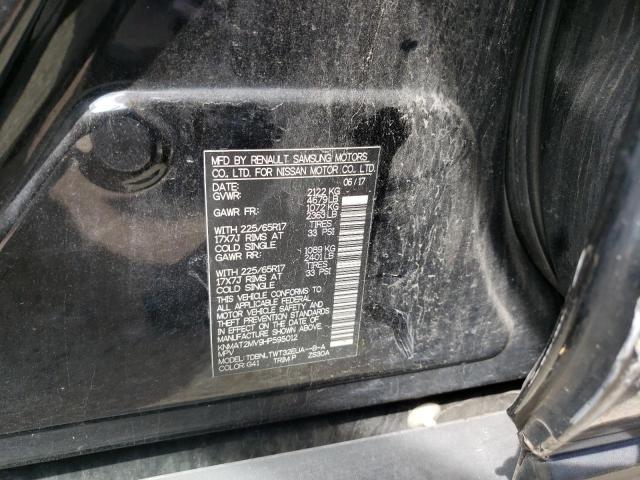 MFD BY RENAULT SAMSUNG MOTORS
CO., LTD. FOR NISSAN MOTOR CO., LTD.
DATE: 06/17
GVWR: 2122 KG
4679 LB
GAWR FR: 1072 KG
2363 LB
WITH 225/65R17 TIRES
17X7J RIMS AT 33 PSI
COLD SINGLE
GAWR RR: 1089 KG
2401 LB
WITH 225/65R17 TIRES
17X7J RIMS AT 33 PSI
COLD SINGLE
THIS VEHICLE CONFORMS TO
ALL APPLICABLE FEDERAL
MOTOR VEHICLE SAFETY AND
THEFT PREVENTION STANDARDS
IN EFFECT ON THE DATE OF
MANUFACTURE SHOWN ABOVE.
KNMAT2MV9HP595012
MPV
MODEL: TDBNLTWT32EUA--B-A
COLOR: G41 TRIM:P ZS30A